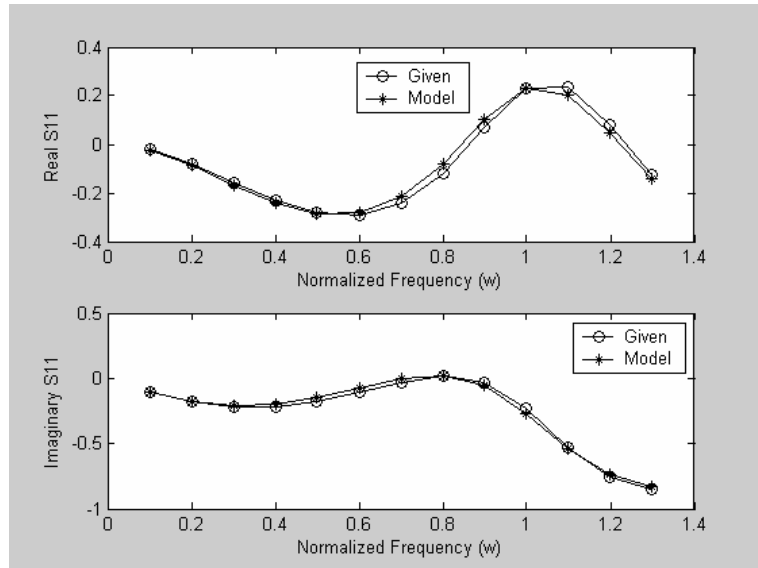 0.4
0.2
0
-0.2
-0.4
Real S11
Given
Model
0 0.2 0.4 0.6 0.8 1 1.2 1.4
Normalized Frequency (w)
0.5
0
-0.5
-1
Imaginary S11
Given
Model
0 0.2 0.4 0.6 0.8 1 1.2 1.4
Normalized Frequency (w)